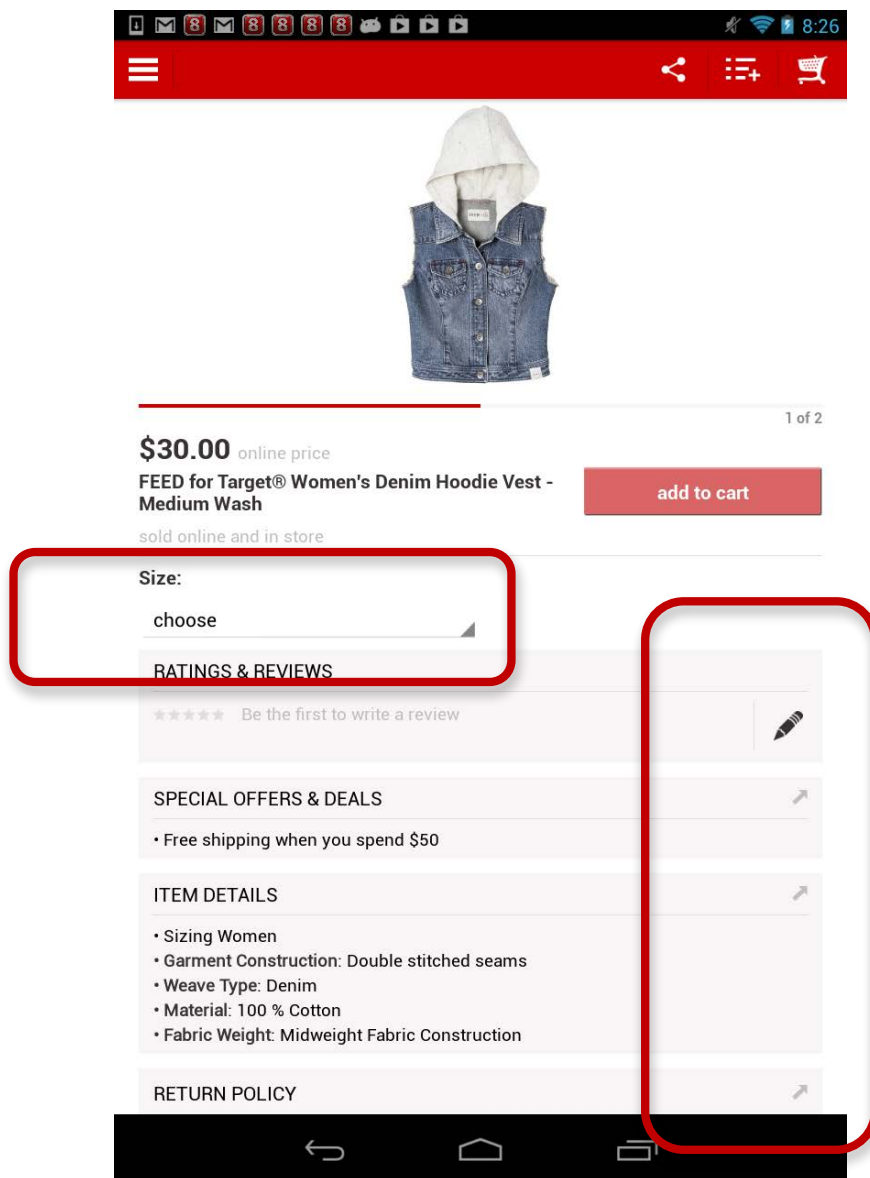 8:26
1 of 2
$30.00 online price
FEED for Target® Women's Denim Hoodie Vest -
Medium Wash
add to cart
sold online and in store
Size:
choose
RATINGS & REVIEWS
Be the first to write a review
SPECIAL OFFERS & DEALS
• Free shipping when you spend $50
ITEM DETAILS
• Sizing Women
• Garment Construction: Double stitched seams
• Weave Type: Denim
• Material: 100 % Cotton
• Fabric Weight: Midweight Fabric Construction
RETURN POLICY